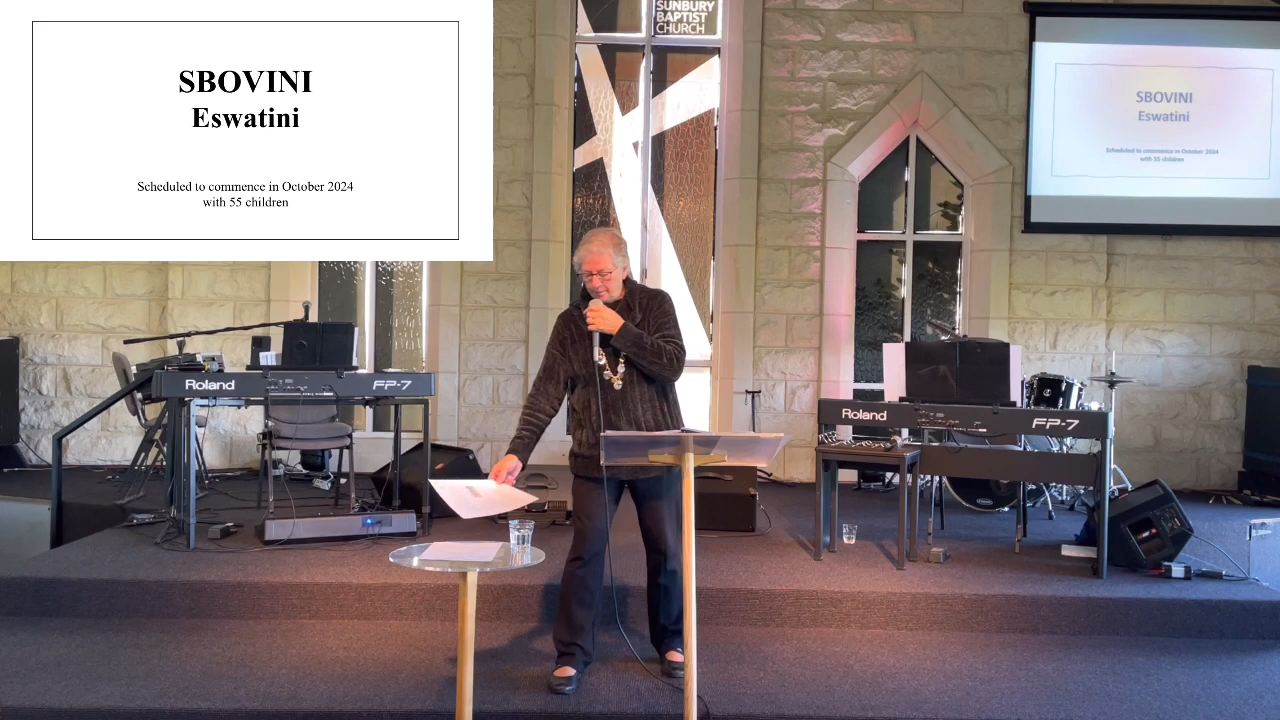 SBOVINI
Eswatini
Scheduled to commence in October 2024
with 55 children
SUNBURY
BAPTIST
CHURCH
SBOVINI
Eswatini
Scheduled to commence in October 2024
with 55 children
Roland
FP-7
Roland
FP-7